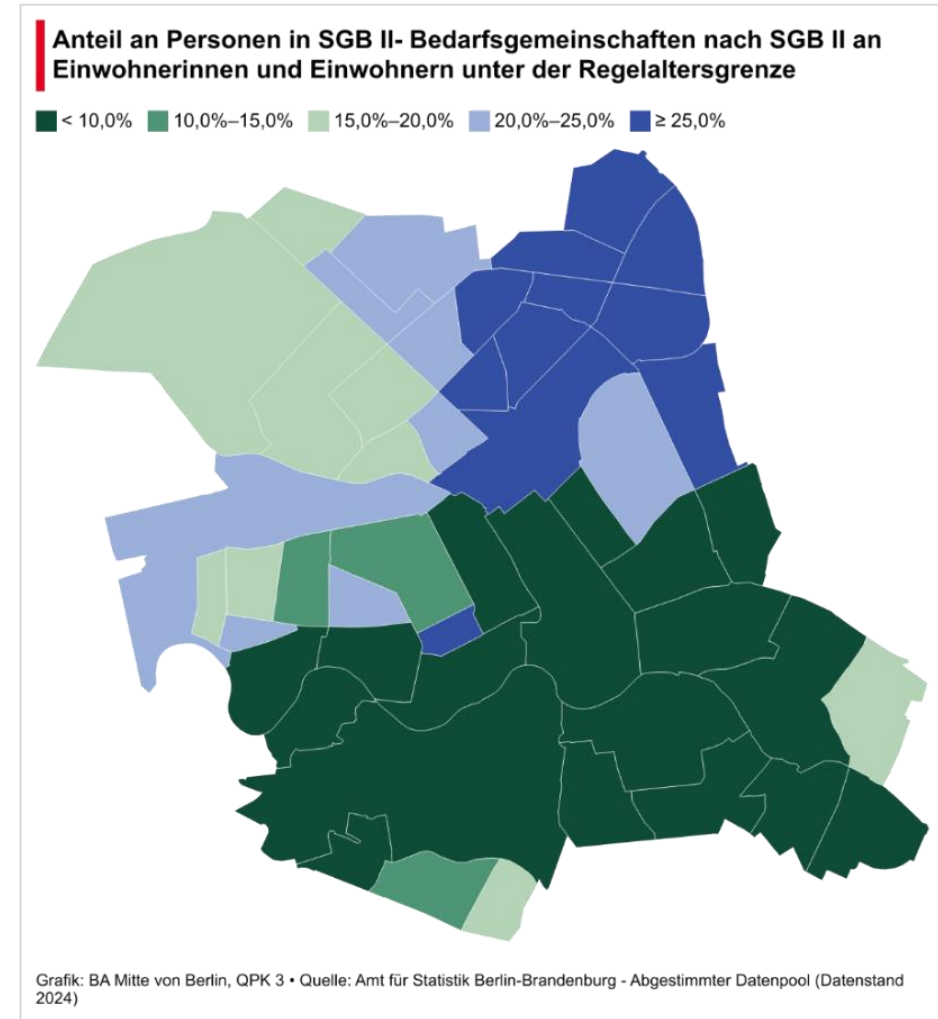 Anteil an Personen in SGB II- Bedarfsgemeinschaften nach SGB II an
Einwohnerinnen und Einwohnern unter der Regelaltersgrenze
< 10,0% 10,0%–15,0% 15,0%–20,0% 20,0%–25,0% ≥ 25,0%
Grafik: BA Mitte von Berlin, QPK 3 • Quelle: Amt für Statistik Berlin-Brandenburg - Abgestimmter Datenpool (Datenstand
2024)